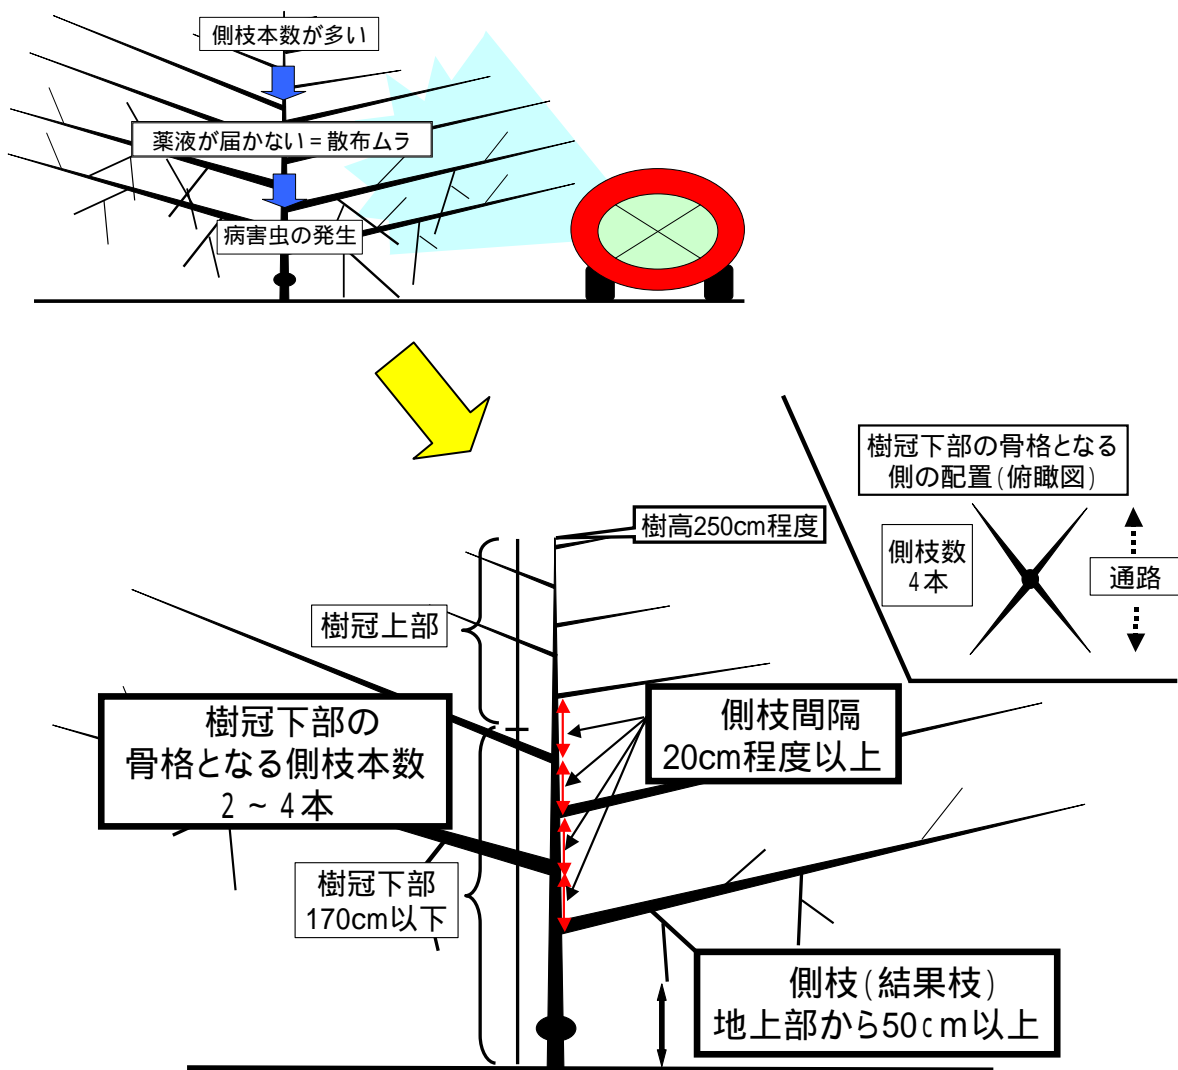 側枝本数が多い
薬液が届かない=散布ムラ
病害虫の発生
樹冠下部の骨格となる
側の配置(俯瞰図)
側枝数
4本
通路
樹高250cm程度
樹冠上部
樹冠下部の
骨格となる側枝本数
2 ~ 4本
側枝間隔
20cm程度以上
樹冠下部
170cm以下
側枝(結果枝)
地上部から50cm以上